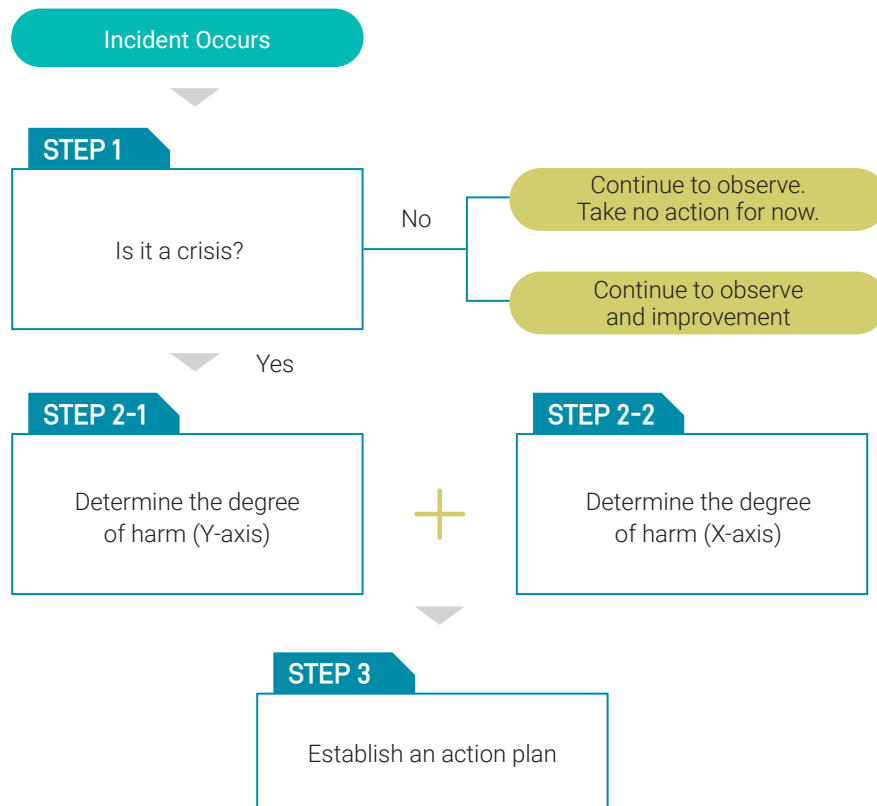 Incident Occurs
STEP 1
Is it a crisis?
No
Continue to observe.
Take no action for now.
Continue to observe
and improvement
Yes
STEP 2-1
Determine the degree
of harm (Y-axis)
STEP 2-2
Determine the degree
of harm (X-axis)
STEP 3
Establish an action plan